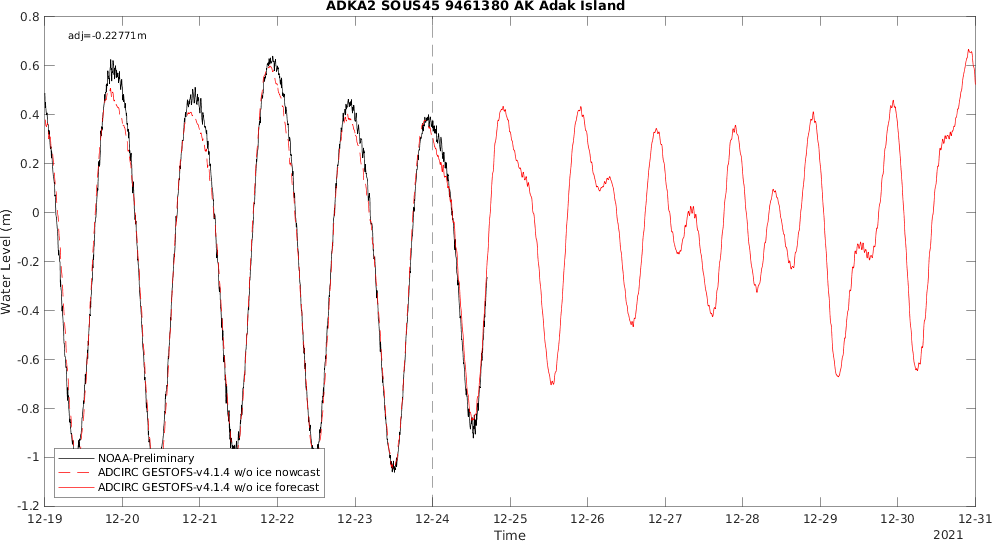 ADKA2 SOUS45 9461380 AK Adak Island
adj=-0.22771m
0.8
0.6
0.4
0.2
0
-0.2
-0.4
-0.6
-0.8
-1
-1.2
Water Level (m)
NOAA-Preliminary
ADCIRC GESTOFS-v4.1.4 w/o ice nowcast
ADCIRC GESTOFS-v4.1.4 w/o ice forecast
12-19 12-20 12-21 12-22 12-23 12-24 12-25 12-26 12-27 12-28 12-29 12-30 12-31
Time
2021